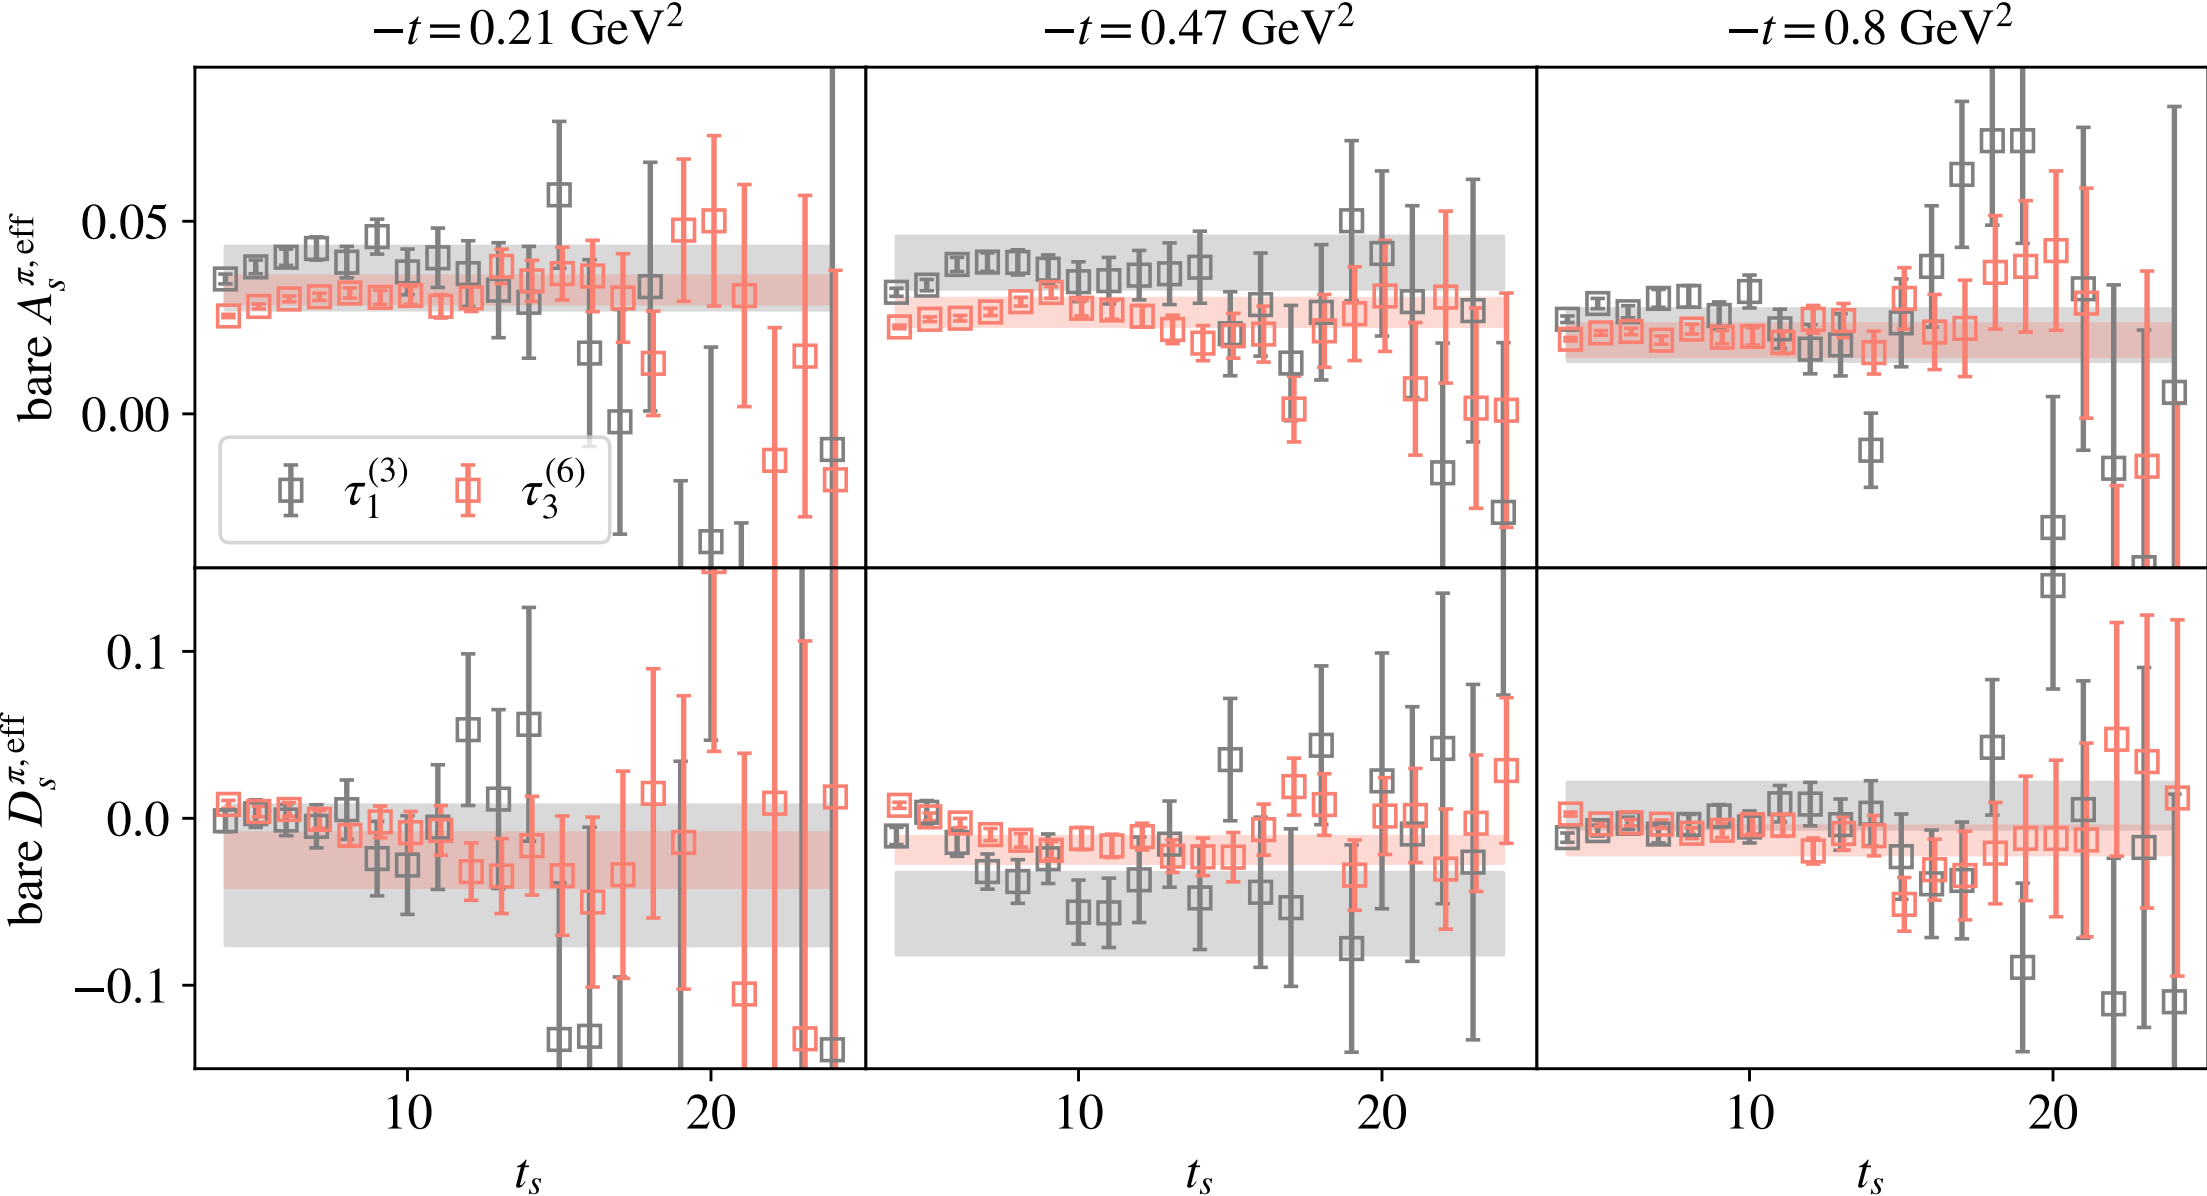 −t = 0.21 GeV² −t = 0.47 GeV² −t = 0.8 GeV²
bare A_s^{π, eff}
0.05
0.00
τ_1^{(3)} τ_3^{(6)}
bare D_s^{π, eff}
0.1
0.0
−0.1
10 20 10 20 10 20
t_s t_s t_s